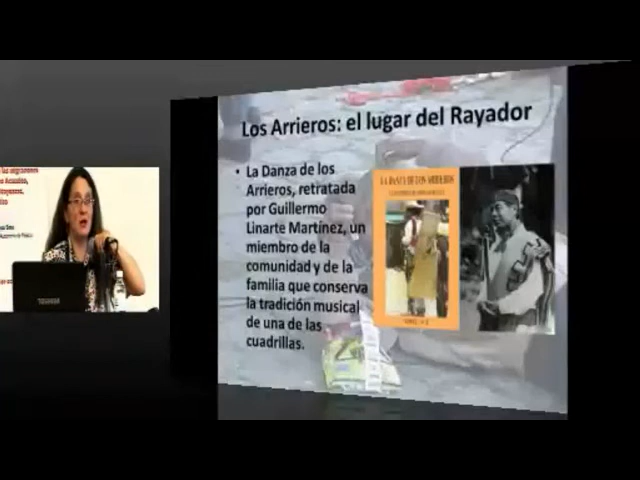 Los Arrieros: el lugar del Rayador
• La Danza de los
Arrieros, retratada
por Guillermo
Linarte Martínez, un
miembro de la
comunidad y de la
familia que conserva
la tradición musical
de una de las
cuadrillas.
LA DANZA DE LOS ARRIEROS
TOSHIBA